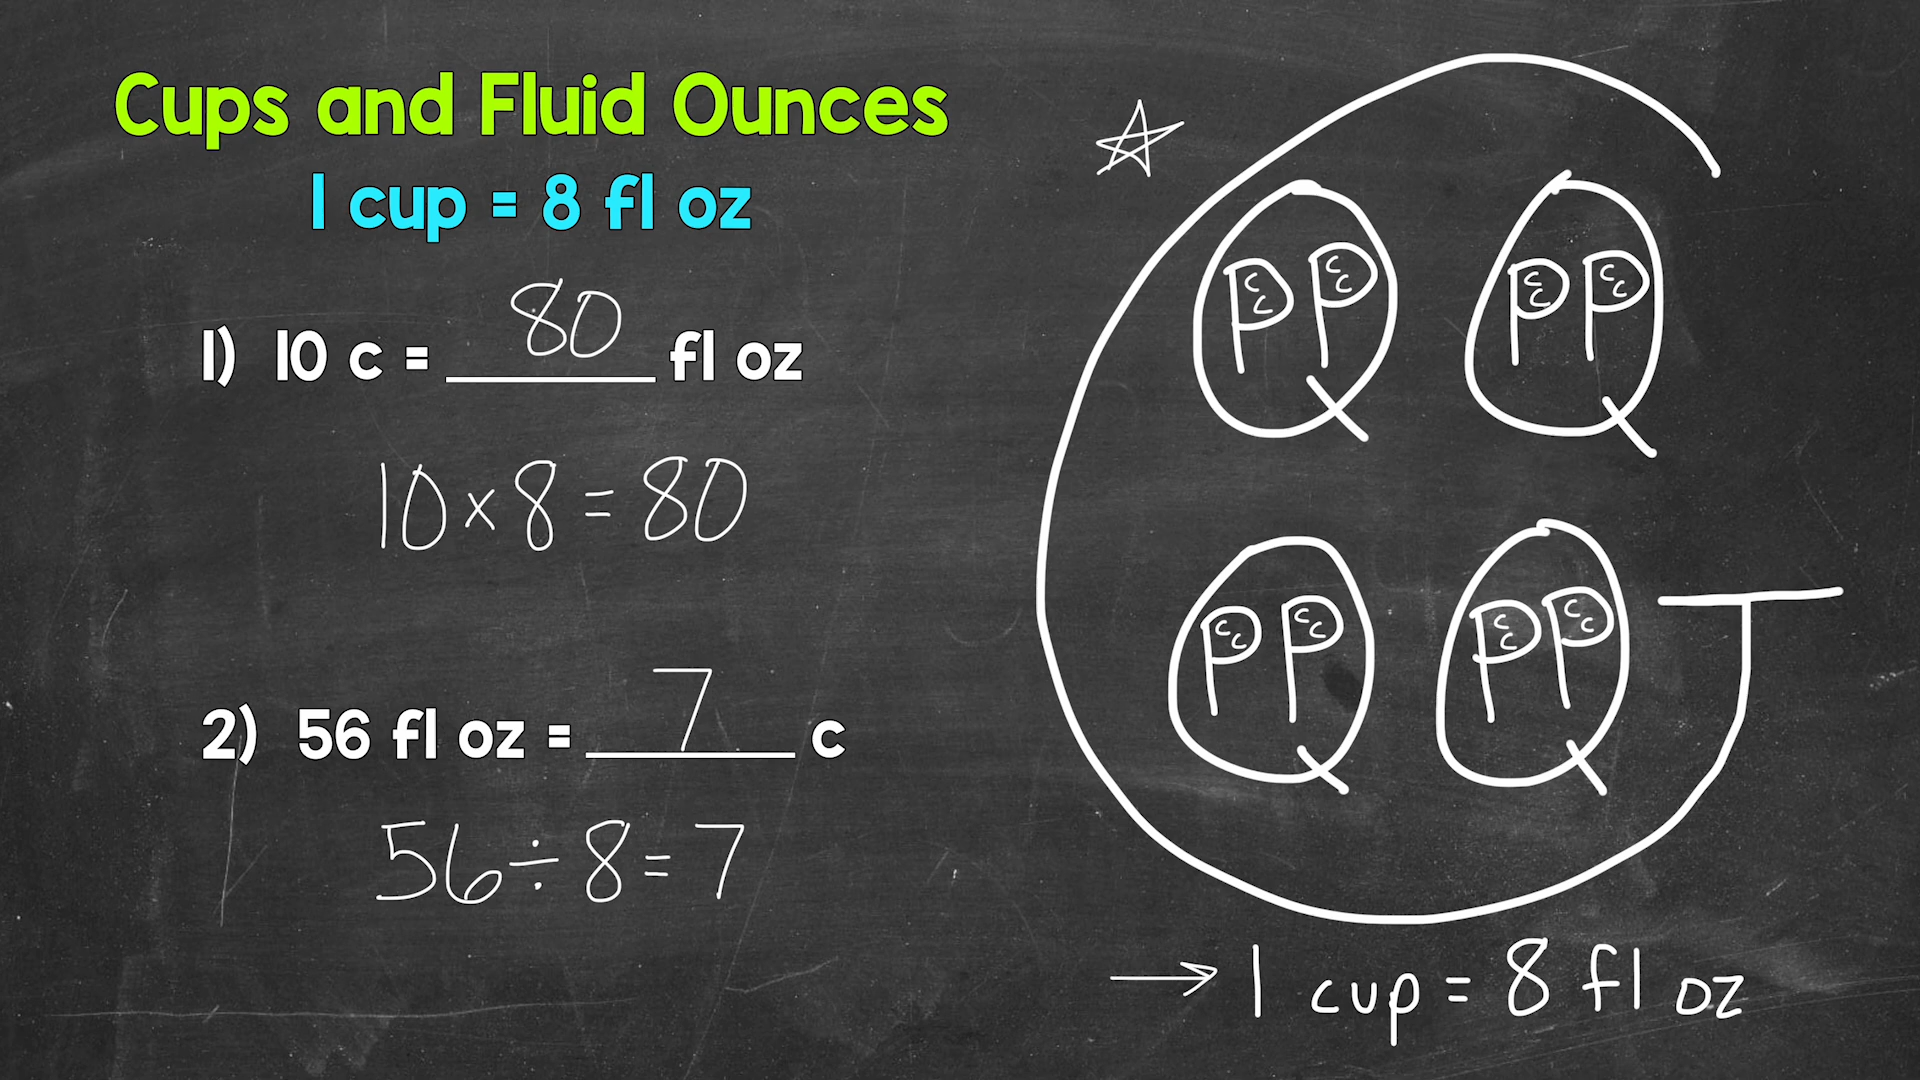 Cups and Fluid Ounces
1 cup = 8 fl oz
1) 10 c = 80 fl oz
10 x 8 = 80
2) 56 fl oz = 7 c
56 ÷ 8 = 7
G
Q Q
P P P P
c c c c c c c c
Q Q
P P P P
c c c c c c c c
→ 1 cup = 8 fl oz